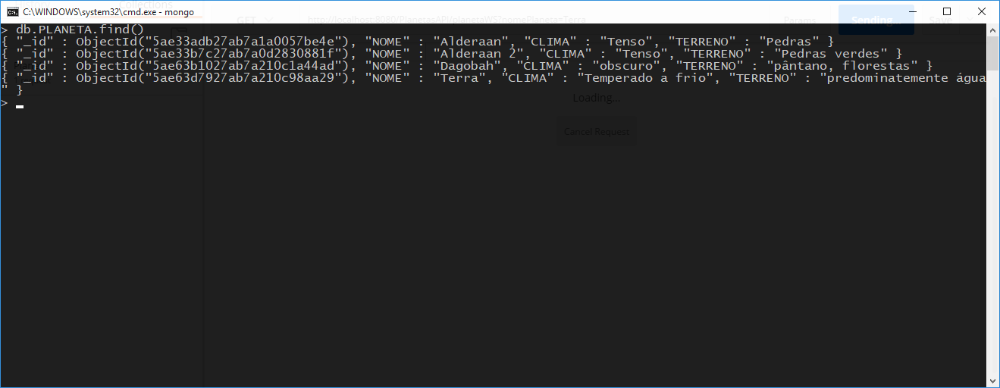 C:\WINDOWS\system32\cmd.exe - mongo
Collections
GET
http://localhost:8080/PlanetasAPI/planetaWS?nomePlaneta=Terra
Params
Sending...
Save
> db.PLANETA.find()
{ "_id" : ObjectId("5ae33adb27ab7a1a0057be4e"), "NOME" : "Alderaan", "CLIMA" : "Tenso", "TERRENO" : "Pedras" }
{ "_id" : ObjectId("5ae33b7c27ab7a0d2830881f"), "NOME" : "Alderaan 2", "CLIMA" : "Tenso", "TERRENO" : "Pedras verdes" }
{ "_id" : ObjectId("5ae63b1027ab7a210c1a44ad"), "NOME" : "Dagobah", "CLIMA" : "obscuro", "TERRENO" : "pântano, florestas" }
{ "_id" : ObjectId("5ae63d7927ab7a210c98aa29"), "NOME" : "Terra", "CLIMA" : "Temperado a frio", "TERRENO" : "predominatemente água
" }
>
Loading...
Cancel Request